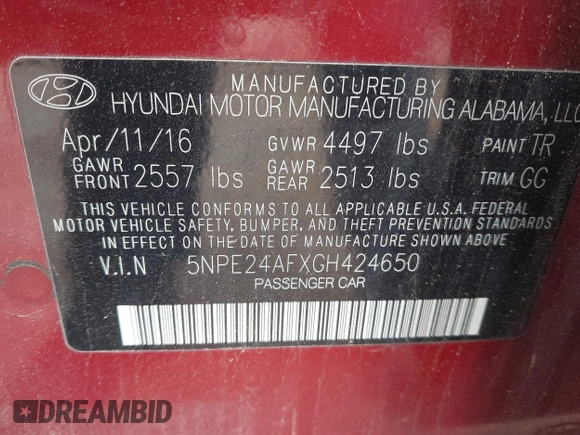 MANUFACTURED BY
HYUNDAI MOTOR MANUFACTURING ALABAMA, LLC
Apr/11/16 GVWR 4497 lbs PAINT TR
GAWR FRONT 2557 lbs GAWR REAR 2513 lbs TRIM GG
THIS VEHICLE CONFORMS TO ALL APPLICABLE U.S.A. FEDERAL
MOTOR VEHICLE SAFETY, BUMPER, AND THEFT PREVENTION
STANDARDS IN EFFECT ON THE DATE OF MANUFACTURE SHOWN ABOVE.
V.I.N 5NPE24AFXGH424650
PASSENGER CAR
DREAMBID